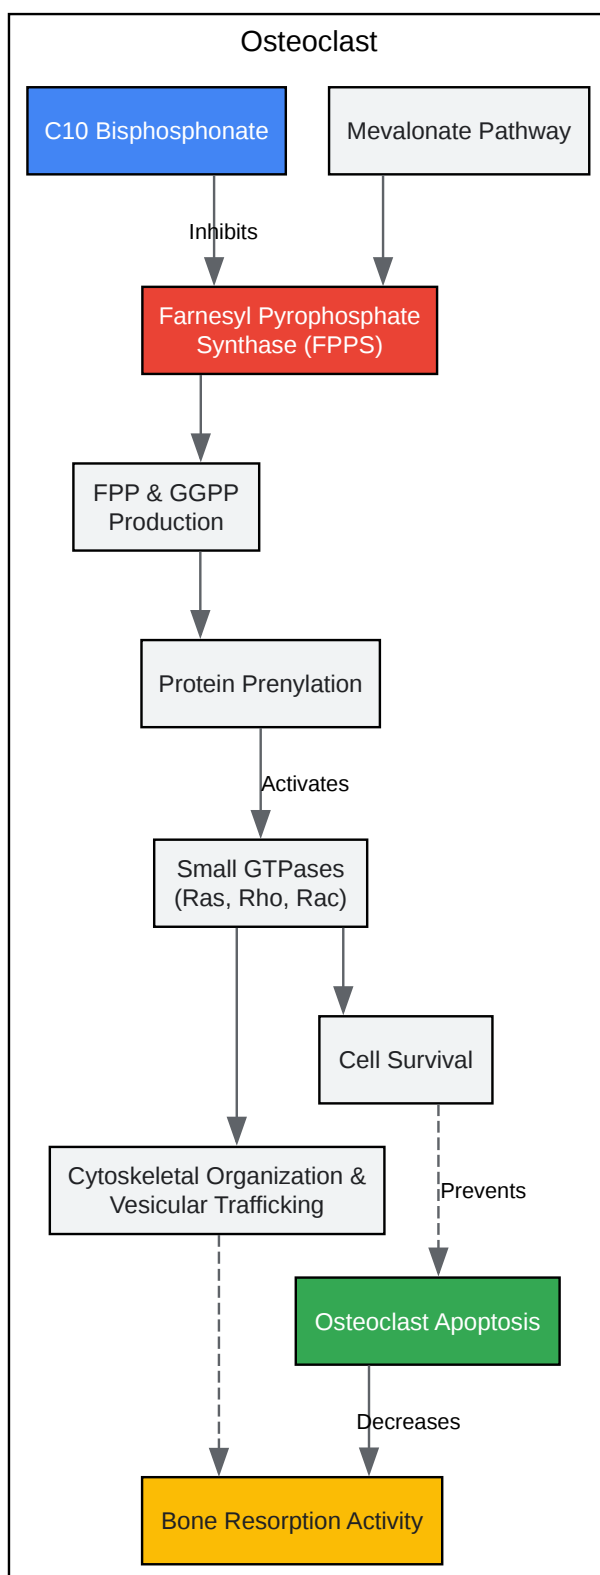 Osteoclast
C10 Bisphosphonate
Mevalonate Pathway
Inhibits
Farnesyl Pyrophosphate
Synthase (FPPS)
FPP & GGPP
Production
Protein Prenylation
Activates
Small GTPases
(Ras, Rho, Rac)
Cell Survival
Cytoskeletal Organization &
Vesicular Trafficking
Prevents
Osteoclast Apoptosis
Decreases
Bone Resorption Activity